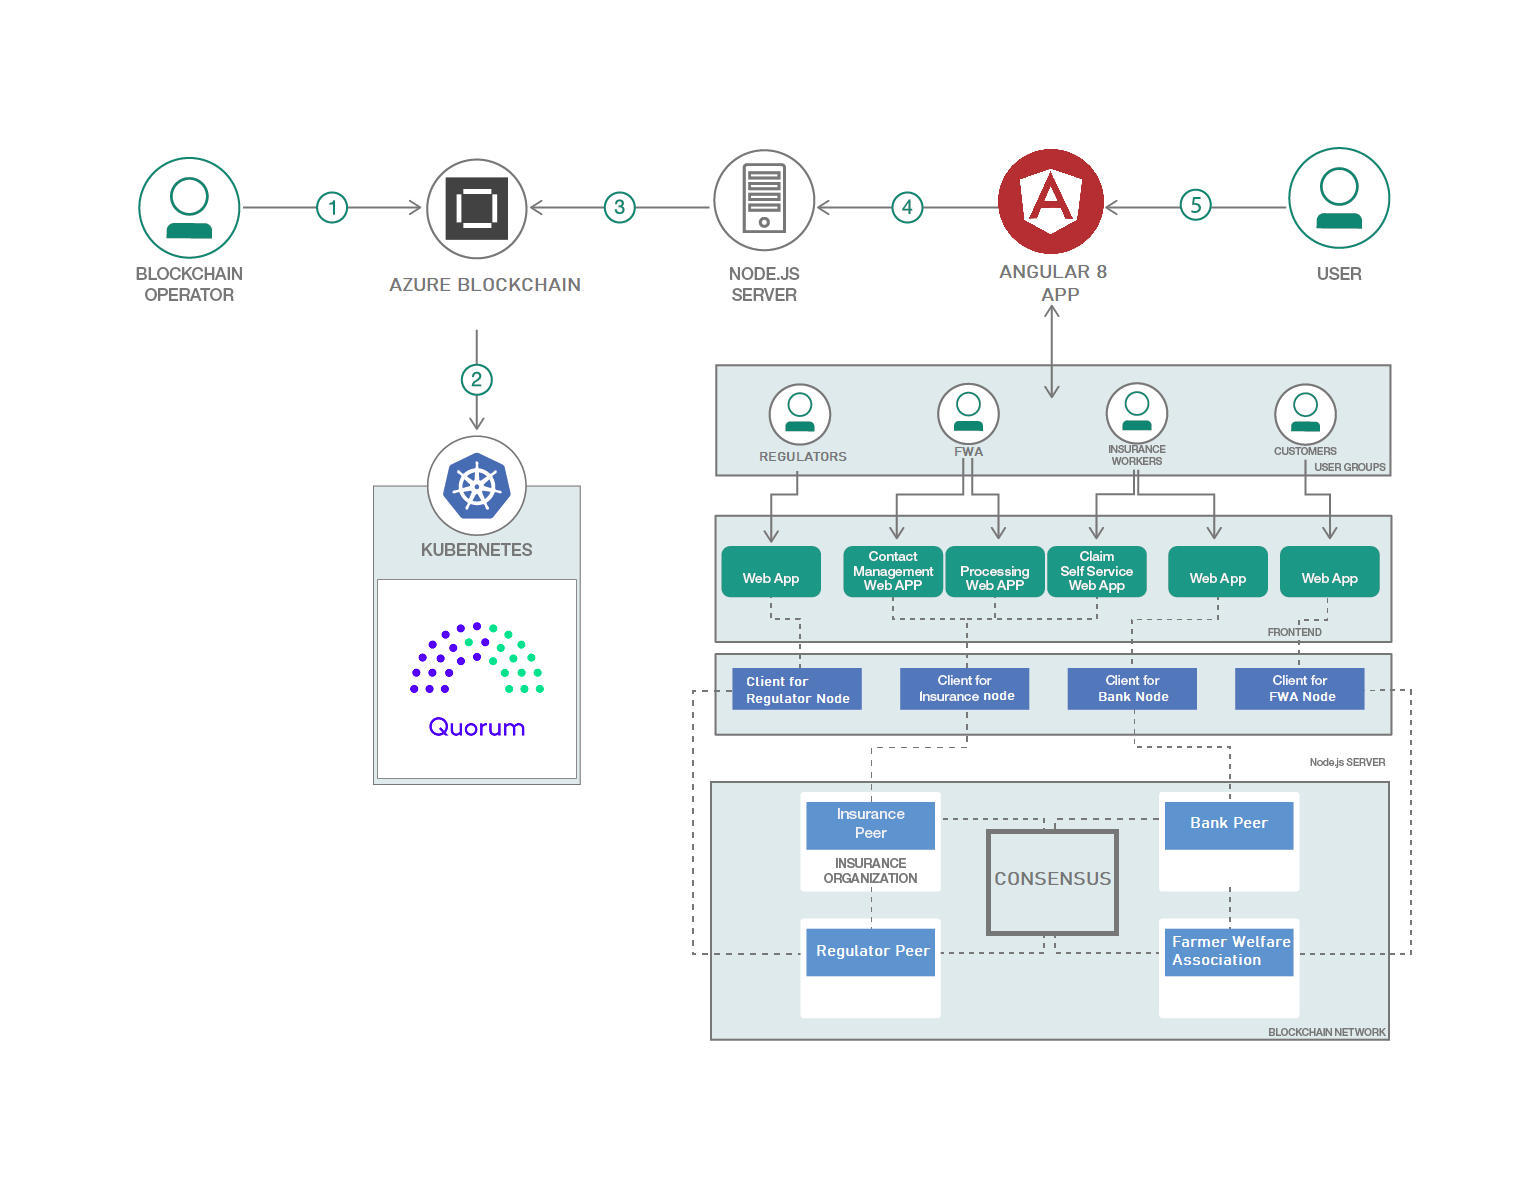 1
2
3
4
5
BLOCKCHAIN
OPERATOR
AZURE BLOCKCHAIN
NODE.JS
SERVER
ANGULAR 8
APP
USER
KUBERNETES
Quorum
REGULATORS
FWA
INSURANCE
WORKERS
CUSTOMERS
USER GROUPS
Web App
Contact
Management
Web APP
Processing
Web APP
Claim
Self Service
Web App
Web App
Web App
FRONTEND
Client for
Regulator Node
Client for
Insurance node
Client for
Bank Node
Client for
FWA Node
Node.js SERVER
Insurance
Peer
INSURANCE
ORGANIZATION
CONSENSUS
Bank Peer
Regulator Peer
Farmer Welfare
Association
BLOCKCHAIN NETWORK